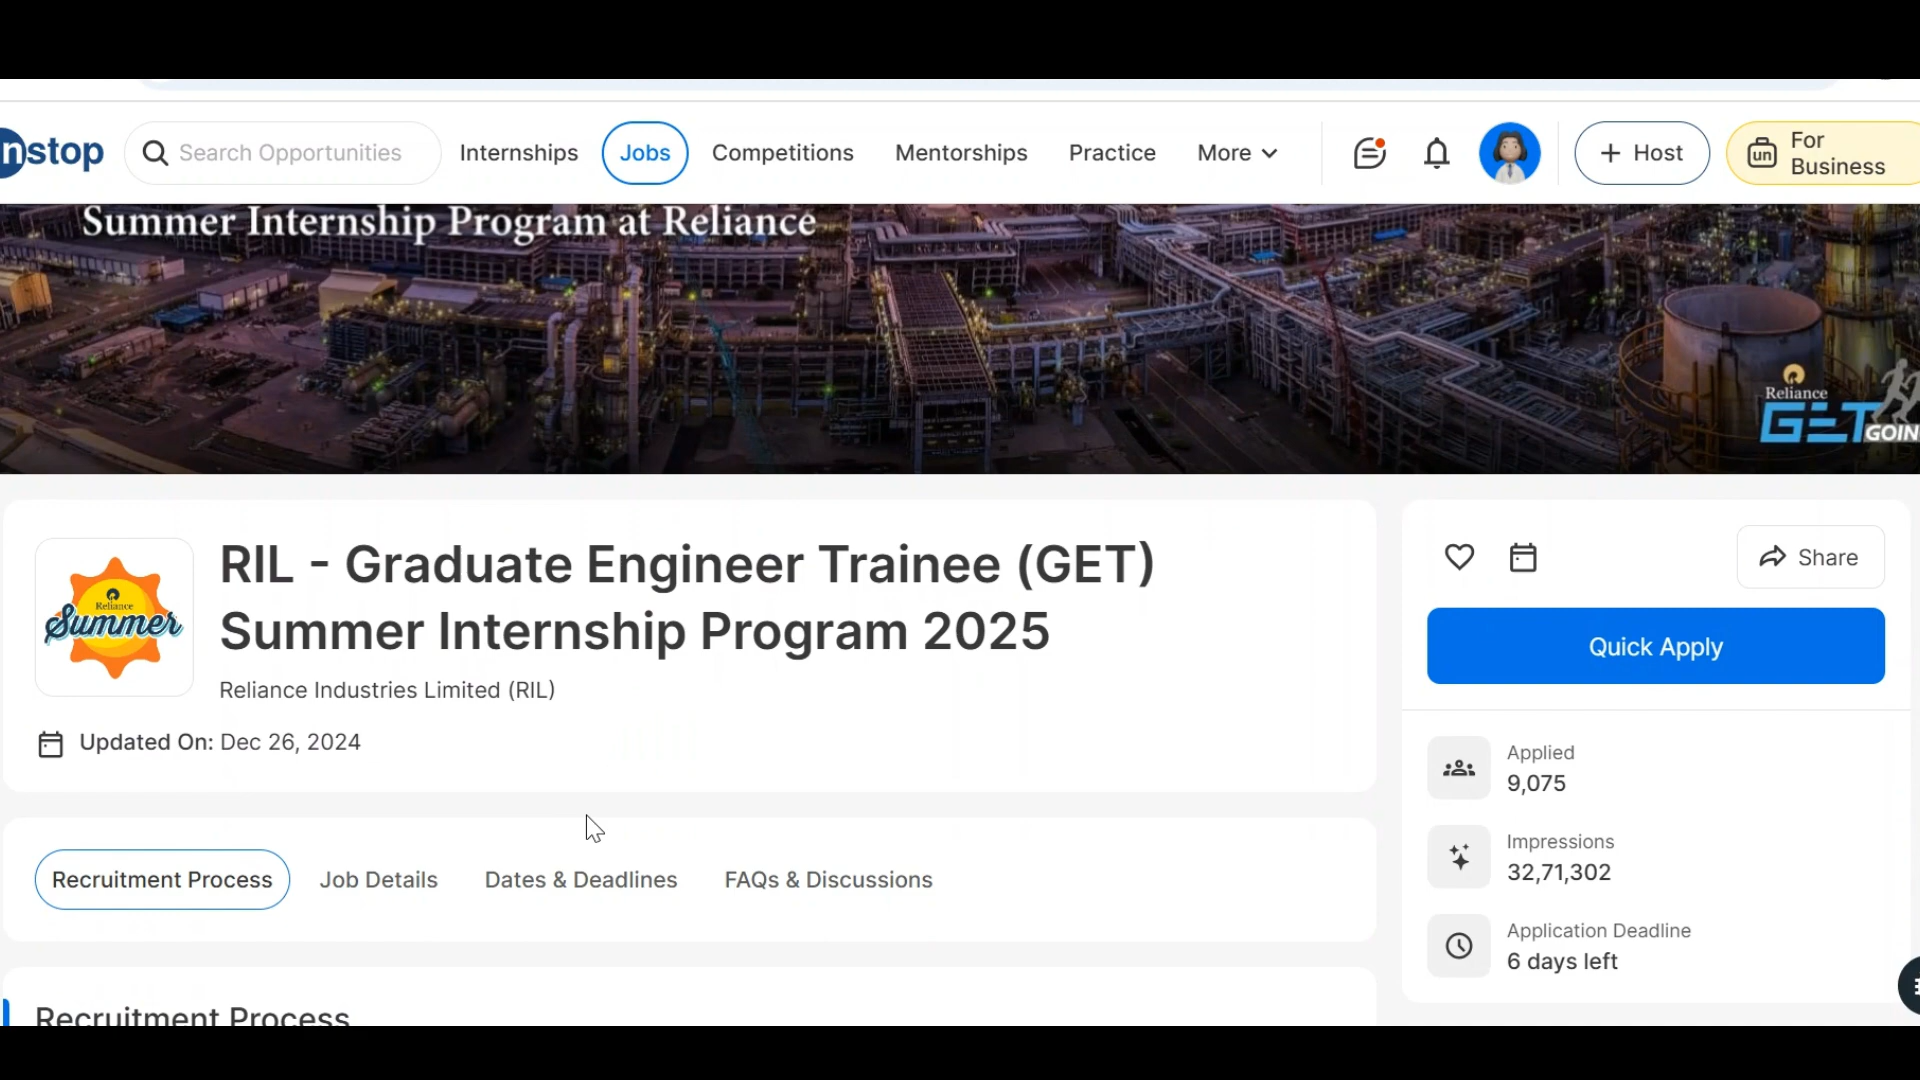 nstop
Search Opportunities
Internships
Jobs
Competitions
Mentorships
Practice
More
Host
un
For
Business
Summer Internship Program at Reliance
Reliance
GET
GOIN
Reliance
Summer
RIL - Graduate Engineer Trainee (GET)
Summer Internship Program 2025
Reliance Industries Limited (RIL)
Updated On: Dec 26, 2024
Share
Quick Apply
Applied
9,075
Impressions
32,71,302
Application Deadline
6 days left
Recruitment Process
Job Details
Dates & Deadlines
FAQs & Discussions
Recruitment Process